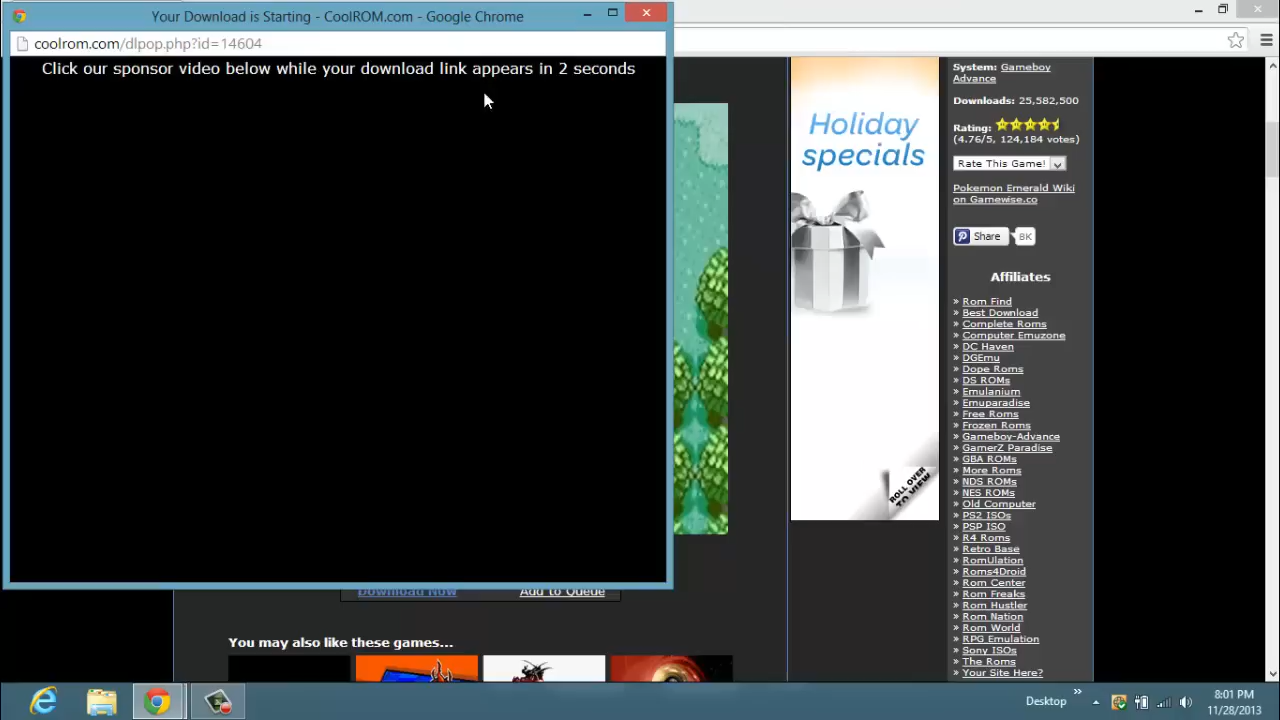 Your Download is Starting - CoolROM.com - Google Chrome
coolrom.com/dlpop.php?id=14604
Click our sponsor video below while your download link appears in 2 seconds
Holiday
specials
ROLL OVER
TO VIEW
System: Gameboy
Advance
Downloads: 25,582,500
Rating:
(4.76/5, 124,184 votes)
Rate This Game!
Pokemon Emerald Wiki
on Gamewise.co
Share 8K
Affiliates
» Rom Find
» Best Download
» Complete Roms
» Computer Emuzone
» DC Haven
» DGEmu
» Dope Roms
» DS ROMs
» Emulanium
» Emuparadise
» Free Roms
» Frozen Roms
» Gameboy-Advance
» GamerZ Paradise
» GBA ROMs
» More Roms
» NDS ROMs
» NES ROMs
» Old Computer
» PS2 ISOs
» PSP ISO
» R4 Roms
» Retro Base
» RomUlation
» Roms4Droid
» Rom Center
» Rom Freaks
» Rom Hustler
» Rom Nation
» Rom World
» RPG Emulation
» Sony ISOs
» The Roms
» Your Site Here?
Download Now Add to Queue
You may also like these games...
Desktop
8:01 PM
11/28/2013